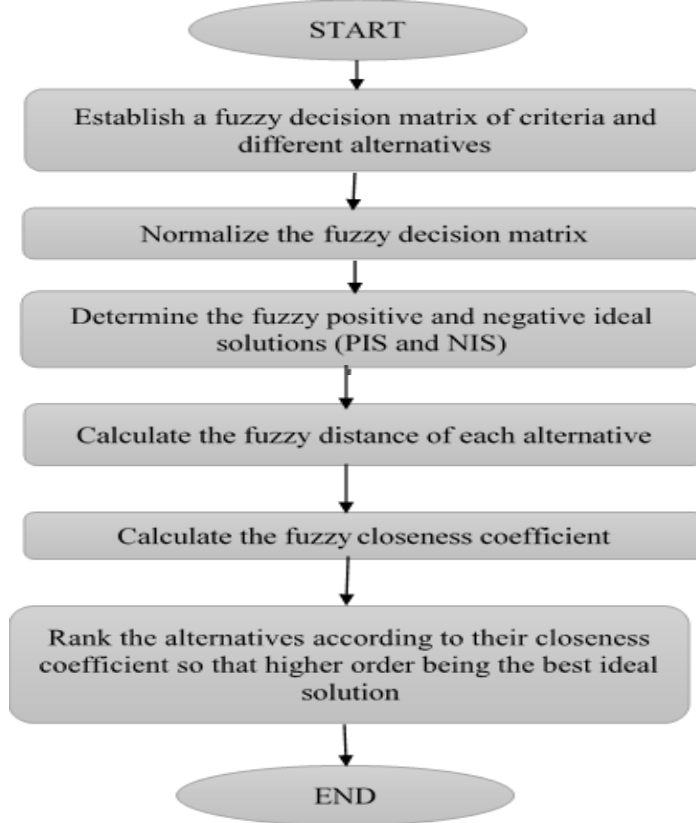 START
Establish a fuzzy decision matrix of criteria and
different alternatives
Normalize the fuzzy decision matrix
Determine the fuzzy positive and negative ideal
solutions (PIS and NIS)
Calculate the fuzzy distance of each alternative
Calculate the fuzzy closeness coefficient
Rank the alternatives according to their closeness
coefficient so that higher order being the best ideal
solution
END